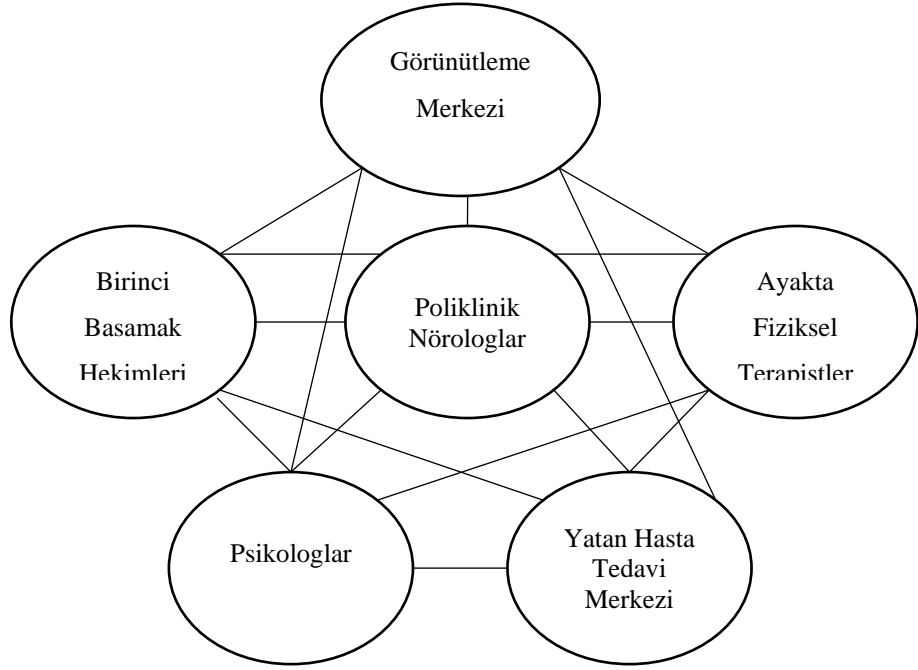 Görünütleme
Merkezi
Birinci
Basamak
Hekimleri
Poliklinik
Nörologlar
Ayakta
Fiziksel
Terapistler
Psikologlar
Yatan Hasta
Tedavi
Merkezi